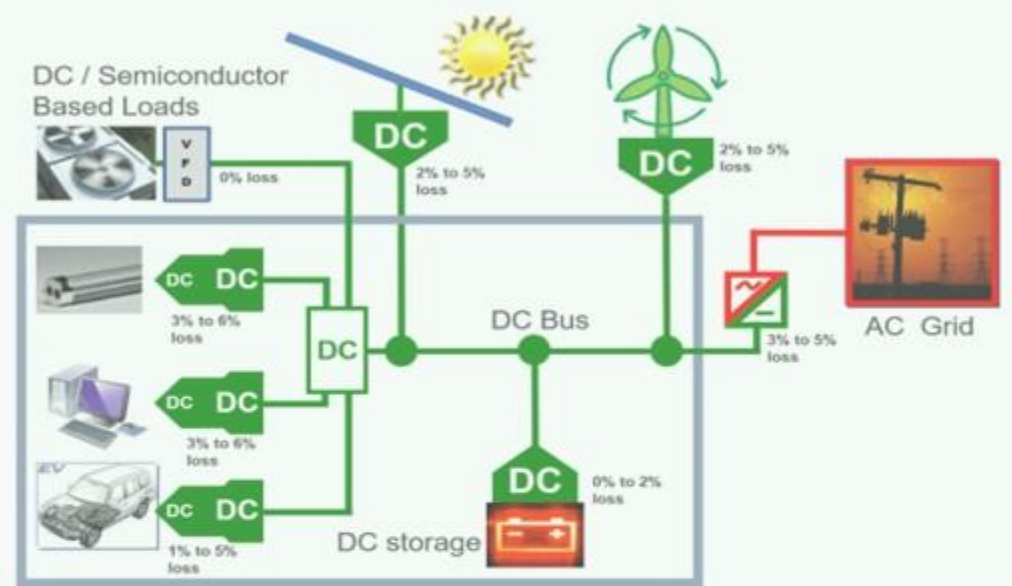 DC / Semiconductor
Based Loads
V
F
D
0% loss
DC
2% to 5%
loss
DC
2% to 5%
loss
AC Grid
3% to 5%
loss
DC Bus
DC
DC DC
3% to 6%
loss
DC DC
3% to 6%
loss
EV
DC DC
1% to 5%
loss
DC
0% to 2%
loss
DC storage